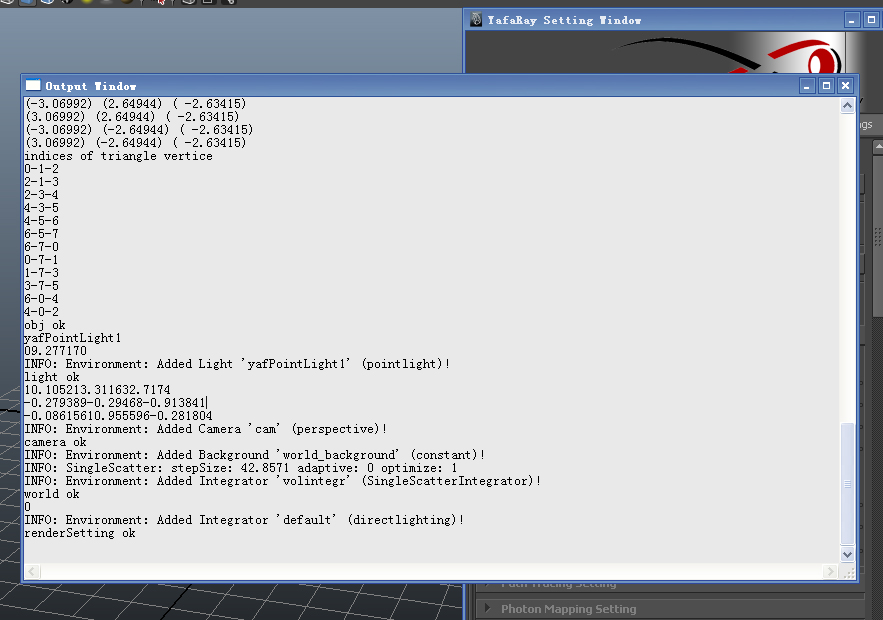 YafaRay Setting Window
Output Window
(-3.06992) (2.64944) ( -2.63415)
(3.06992) (2.64944) ( -2.63415)
(-3.06992) (-2.64944) ( -2.63415)
(3.06992) (-2.64944) ( -2.63415)
indices of triangle vertice
0-1-2
2-1-3
2-3-4
4-3-5
4-5-6
6-5-7
6-7-0
0-7-1
1-7-3
3-7-5
6-0-4
4-0-2
obj ok
yafPointLight1
09.277170
INFO: Environment: Added Light 'yafPointLight1' (pointlight)!
light ok
10.105213.311632.7174
-0.279389-0.29468-0.913841
-0.08615610.955596-0.281804
INFO: Environment: Added Camera 'cam' (perspective)!
camera ok
INFO: Environment: Added Background 'world_background' (constant)!
INFO: SingleScatter: stepSize: 42.8571 adaptive: 0 optimize: 1
INFO: Environment: Added Integrator 'volintegr' (SingleScatterIntegrator)!
world ok
0
INFO: Environment: Added Integrator 'default' (directlighting)!
renderSetting ok
ngs
Path Tracing Setting
Photon Mapping Setting